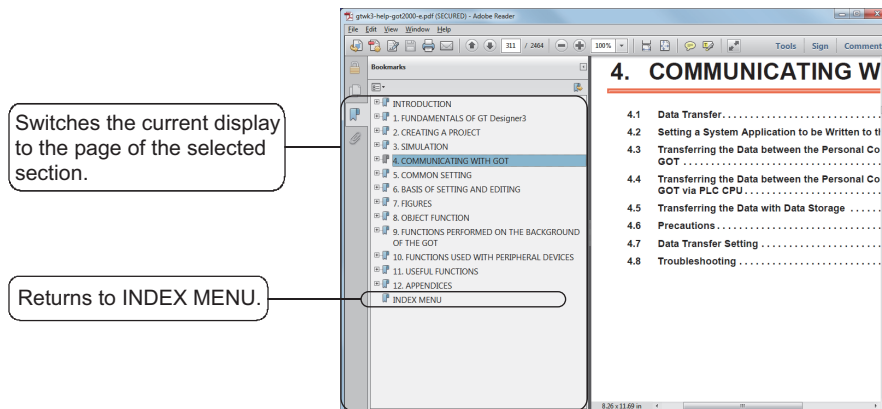 gtwk3-help-got2000-e.pdf (SECURED) - Adobe Reader
File Edit View Window Help
311 / 2464 100% Tools Sign Comment
Bookmarks
INTRODUCTION
1. FUNDAMENTALS OF GT Designer3
2. CREATING A PROJECT
3. SIMULATION
4. COMMUNICATING WITH GOT
5. COMMON SETTING
6. BASIS OF SETTING AND EDITING
7. FIGURES
8. OBJECT FUNCTION
9. FUNCTIONS PERFORMED ON THE BACKGROUND
OF THE GOT
10. FUNCTIONS USED WITH PERIPHERAL DEVICES
11. USEFUL FUNCTIONS
12. APPENDICES
INDEX MENU
Switches the current display
to the page of the selected
section.
Returns to INDEX MENU.
4. COMMUNICATING W
4.1 Data Transfer. . . . . . . . . . . . . . . . . . . . . . . . . . .
4.2 Setting a System Application to be Written to th
4.3 Transferring the Data between the Personal Co
GOT . . . . . . . . . . . . . . . . . . . . . . . . . . . . . . . . .
4.4 Transferring the Data between the Personal Co
GOT via PLC CPU . . . . . . . . . . . . . . . . . . . . . . .
4.5 Transferring the Data with Data Storage . . . . . .
4.6 Precautions. . . . . . . . . . . . . . . . . . . . . . . . . . . .
4.7 Data Transfer Setting . . . . . . . . . . . . . . . . . . . .
4.8 Troubleshooting . . . . . . . . . . . . . . . . . . . . . . . .
8.26 x 11.69 in